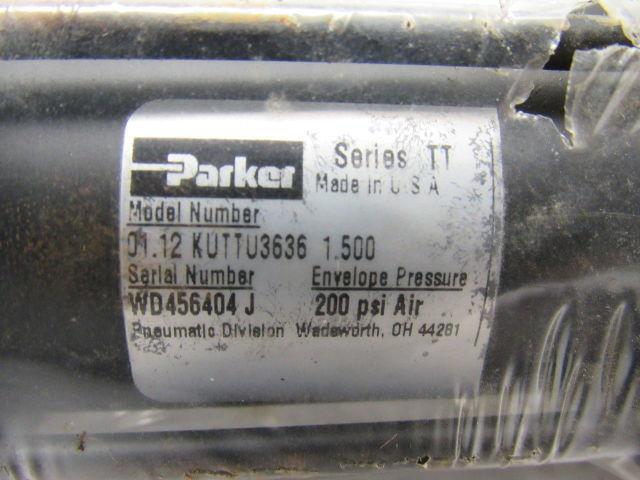 Parker
Series TT
Made in U S A
Model Number
01.12 KUTTU3636 1.500
Serial Number Envelope Pressure
WD456404 J 200 psi Air
Pneumatic Division Wadsworth, OH 44281